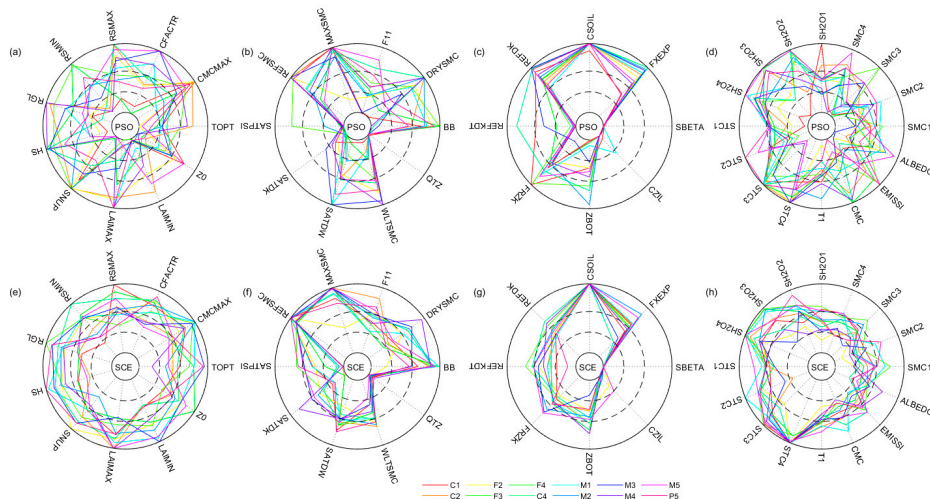 (a)
RSMAX
CFACTR
CMCMAX
TOPT
Z0
LAIMIN
LAIMAX
SNUP
HS
RGL
RSMIN
PSO
(b)
MAXSMC
F11
DRYSMC
BB
QTZ
WLTSMC
SATDW
SATDK
SATPSI
REFSMC
PSO
(c)
CSOIL
FXEXP
SBETA
CZIL
ZBOT
FRZK
REFKDT
REFDK
PSO
(d)
SH2O1
SMC4
SMC3
SMC2
SMC1
ALBEDO
EMISSI
CMC
T1
STC4
STC3
STC2
STC1
SH2O4
SH2O3
SH2O2
PSO
(e)
RSMAX
CFACTR
CMCMAX
TOPT
Z0
LAIMIN
LAIMAX
SNUP
HS
RGL
RSMIN
SCE
(f)
MAXSMC
F11
DRYSMC
BB
QTZ
WLTSMC
SATDW
SATDK
SATPSI
REFSMC
SCE
(g)
CSOIL
FXEXP
SBETA
CZIL
ZBOT
FRZK
REFKDT
REFDK
SCE
(h)
SH2O1
SMC4
SMC3
SMC2
SMC1
ALBEDO
EMISSI
CMC
T1
STC4
STC3
STC2
STC1
SH2O4
SH2O3
SH2O2
SCE
C1 F2 F4 M1 M3 M5
C2 F3 C4 M2 M4 P5